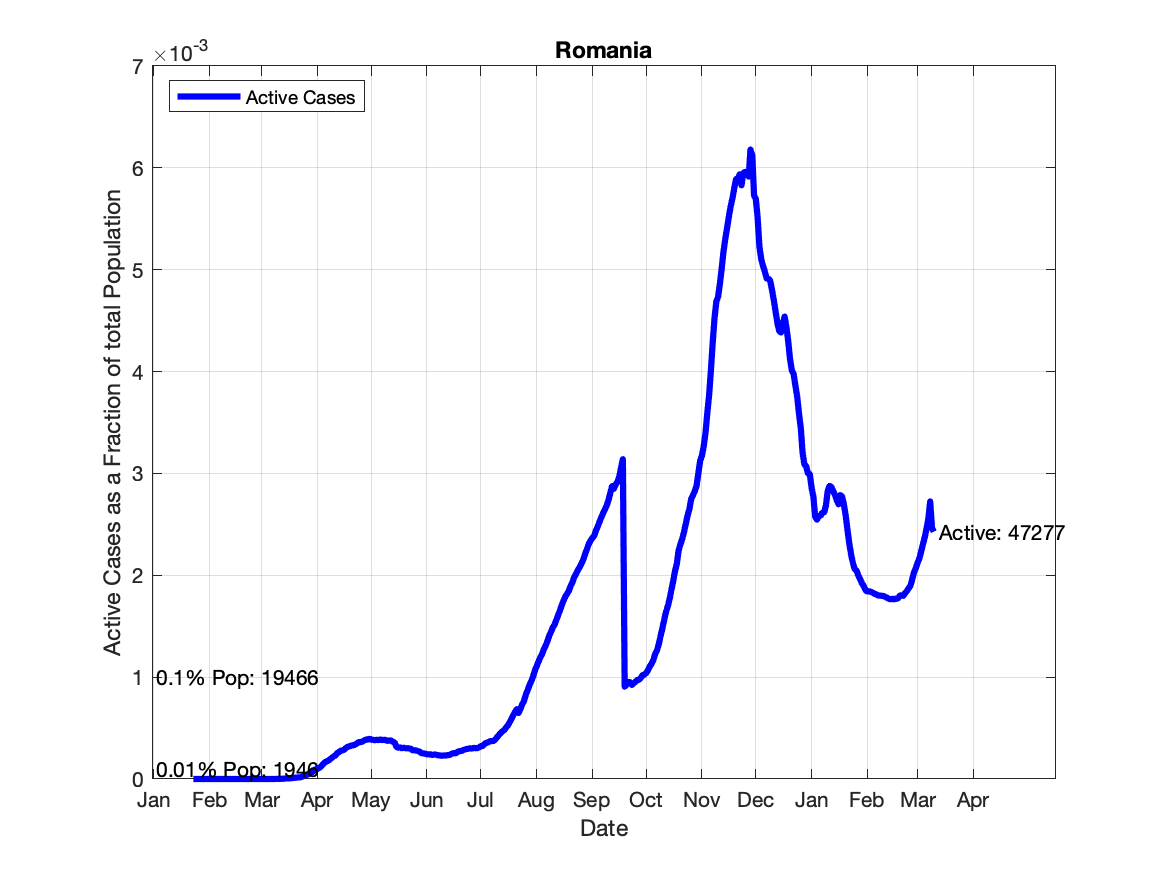 Romania
×10-3
7
6
5
4
3
2
1
0
Active Cases
Active Cases as a Fraction of total Population
Active: 47277
0.1% Pop: 19466
0.01% Pop: 1946
Jan Feb Mar Apr May Jun Jul Aug Sep Oct Nov Dec Jan Feb Mar Apr
Date